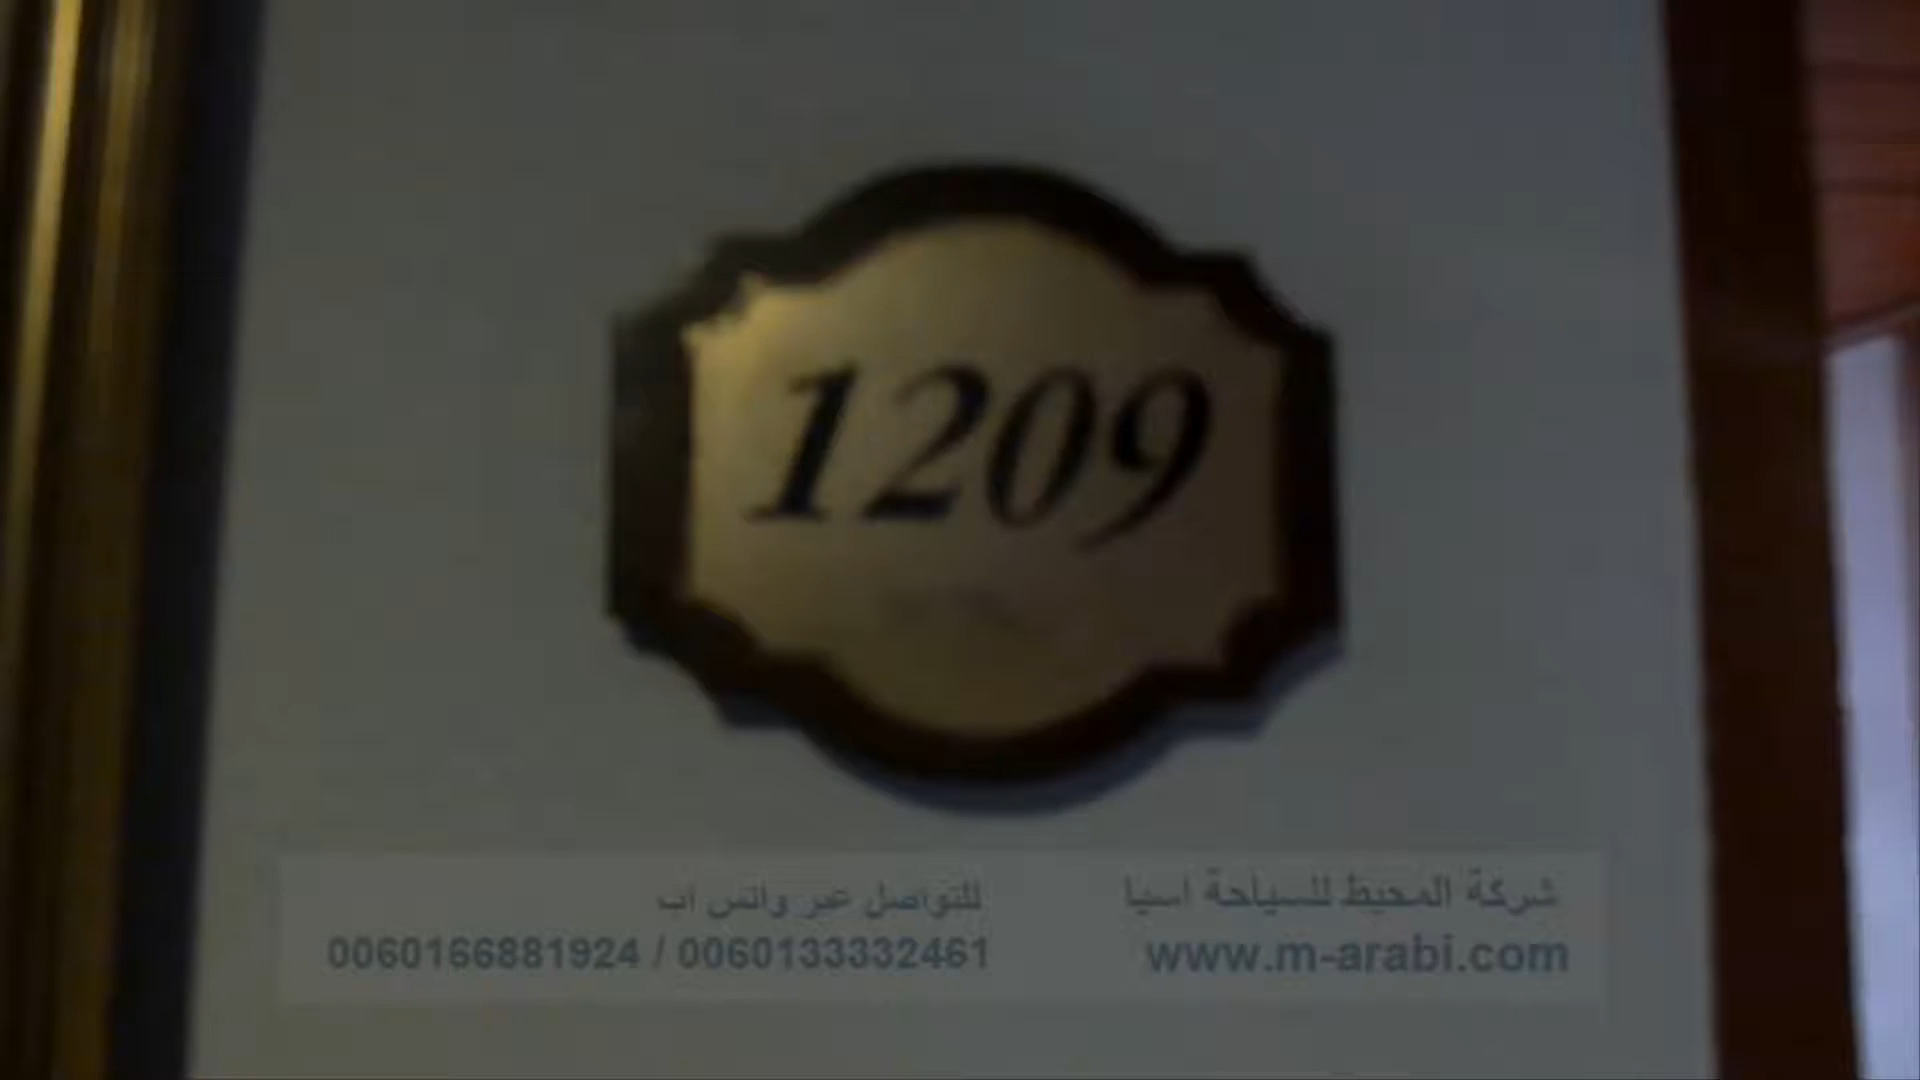 1209
شركة المحيط للسياحة اسيا
www.m-arabi.com
للتواصل عبر واتس اب
0060166881924 / 0060133332461